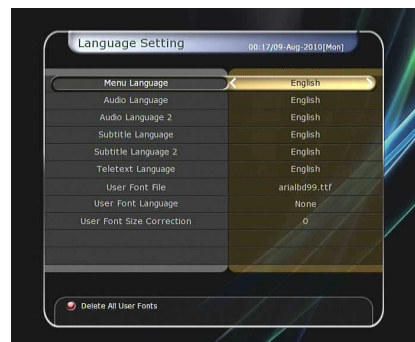 Language Setting 00:17/09-Aug-2010[Mon]
Menu Language English
Audio Language English
Audio Language 2 English
Subtitle Language English
Subtitle Language 2 English
Teletext Language English
User Font File arialbd99.ttf
User Font Language None
User Font Size Correction 0
Delete All User Fonts